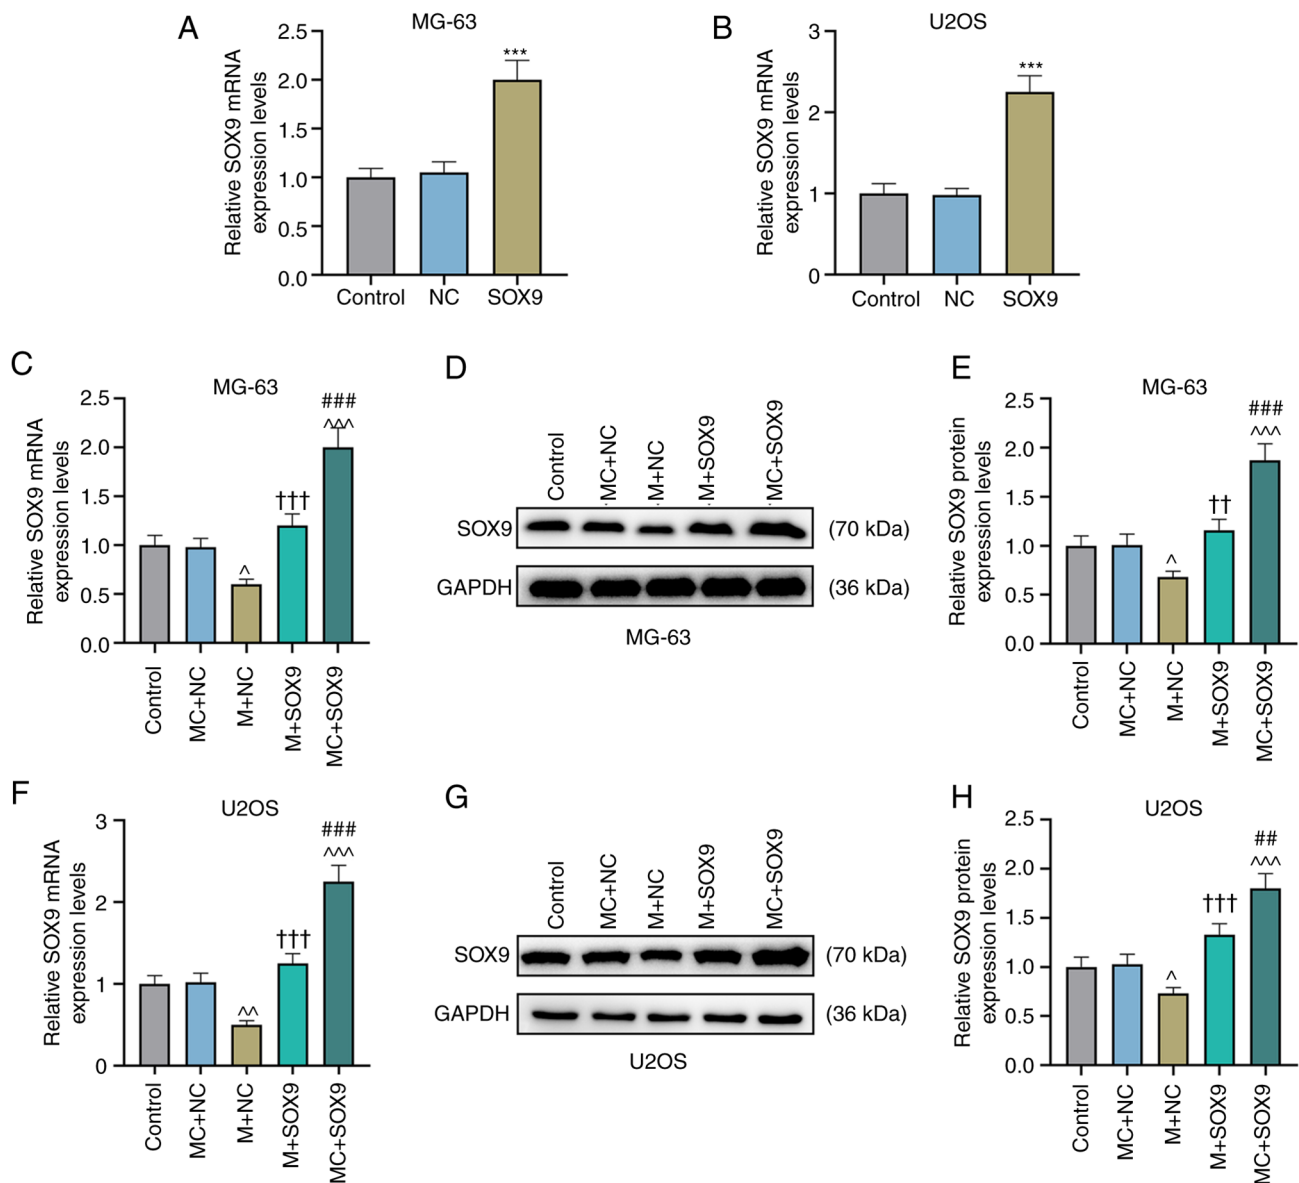 A
MG-63
Relative SOX9 mRNA
expression levels
2.5
2.0
1.5
1.0
0.5
0.0
***
Control
NC
SOX9
B
U2OS
Relative SOX9 mRNA
expression levels
3
2
1
0
***
Control
NC
SOX9
C
MG-63
Relative SOX9 mRNA
expression levels
2.5
2.0
1.5
1.0
0.5
0.0
^
†††
###
^^^
Control
MC+NC
M+NC
M+SOX9
MC+SOX9
D
Control
MC+NC
M+NC
M+SOX9
MC+SOX9
SOX9
(70 kDa)
GAPDH
(36 kDa)
MG-63
E
MG-63
Relative SOX9 protein
expression levels
2.5
2.0
1.5
1.0
0.5
0.0
^
††
###
^^^
Control
MC+NC
M+NC
M+SOX9
MC+SOX9
F
U2OS
Relative SOX9 mRNA
expression levels
3
2
1
0
^^
†††
###
^^^
Control
MC+NC
M+NC
M+SOX9
MC+SOX9
G
Control
MC+NC
M+NC
M+SOX9
MC+SOX9
SOX9
(70 kDa)
GAPDH
(36 kDa)
U2OS
H
U2OS
Relative SOX9 protein
expression levels
2.5
2.0
1.5
1.0
0.5
0.0
^
†††
##
^^^
Control
MC+NC
M+NC
M+SOX9
MC+SOX9